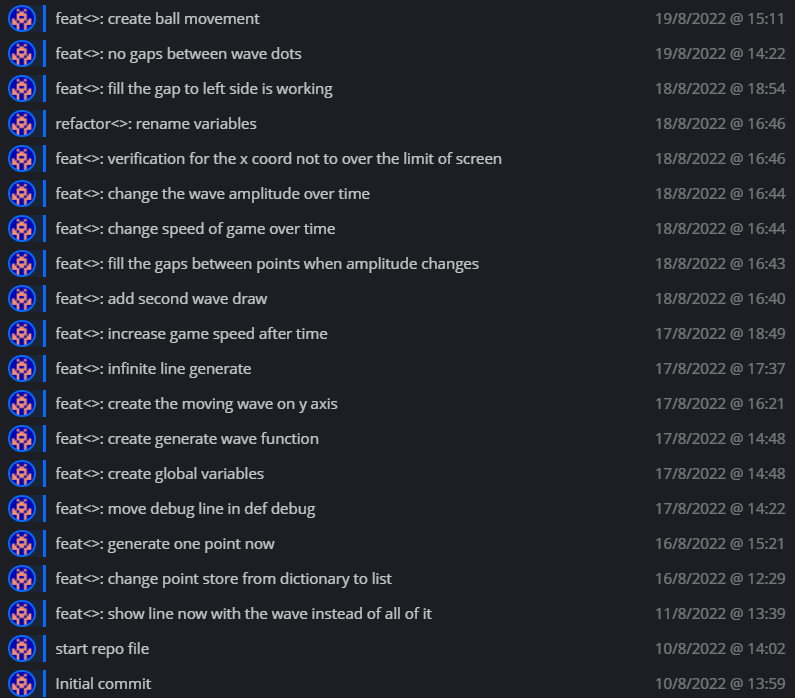 feat<>: create ball movement 19/8/2022 @ 15:11
feat<>: no gaps between wave dots 19/8/2022 @ 14:22
feat<>: fill the gap to left side is working 18/8/2022 @ 18:54
refactor<>: rename variables 18/8/2022 @ 16:46
feat<>: verification for the x coord not to over the limit of screen 18/8/2022 @ 16:46
feat<>: change the wave amplitude over time 18/8/2022 @ 16:44
feat<>: change speed of game over time 18/8/2022 @ 16:44
feat<>: fill the gaps between points when amplitude changes 18/8/2022 @ 16:43
feat<>: add second wave draw 18/8/2022 @ 16:40
feat<>: increase game speed after time 17/8/2022 @ 18:49
feat<>: infinite line generate 17/8/2022 @ 17:37
feat<>: create the moving wave on y axis 17/8/2022 @ 16:21
feat<>: create generate wave function 17/8/2022 @ 14:48
feat<>: create global variables 17/8/2022 @ 14:48
feat<>: move debug line in def debug 17/8/2022 @ 14:22
feat<>: generate one point now 16/8/2022 @ 15:21
feat<>: change point store from dictionary to list 16/8/2022 @ 12:29
feat<>: show line now with the wave instead of all of it 11/8/2022 @ 13:39
start repo file 10/8/2022 @ 14:02
Initial commit 10/8/2022 @ 13:59